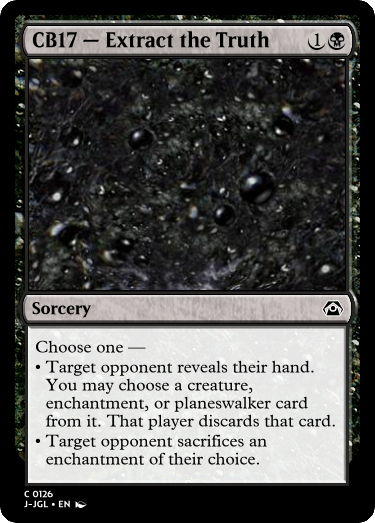 CB17 — Extract the Truth 1
Sorcery
Choose one —
• Target opponent reveals their hand.
You may choose a creature,
enchantment, or planeswalker card
from it. That player discards that card.
• Target opponent sacrifices an
enchantment of their choice.
C 0126
J-JGL • EN